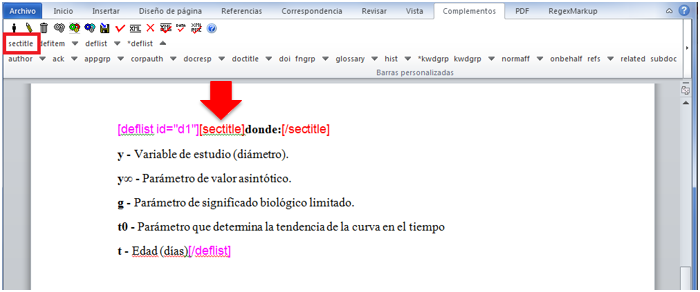 Archivo Inicio Insertar Diseño de página Referencias Correspondencia Revisar Vista Complementos PDF RegexMarkup
sectitle defitem deflist *deflist
author ack appgrp corpauth docresp doctitle doi fngrp glossary hist *kwdgrp kwdgrp normaff onbehalf refs related subdoc
Barras personalizadas
[deflist id="d1"][sectitle]donde:[/sectitle]
y - Variable de estudio (diámetro).
y∞ - Parámetro de valor asintótico.
g - Parámetro de significado biológico limitado.
t0 - Parámetro que determina la tendencia de la curva en el tiempo
t - Edad (días)[/deflist]